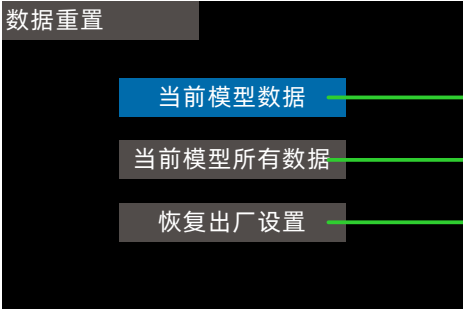 数据重置
当前模型数据
当前模型所有数据
恢复出厂设置